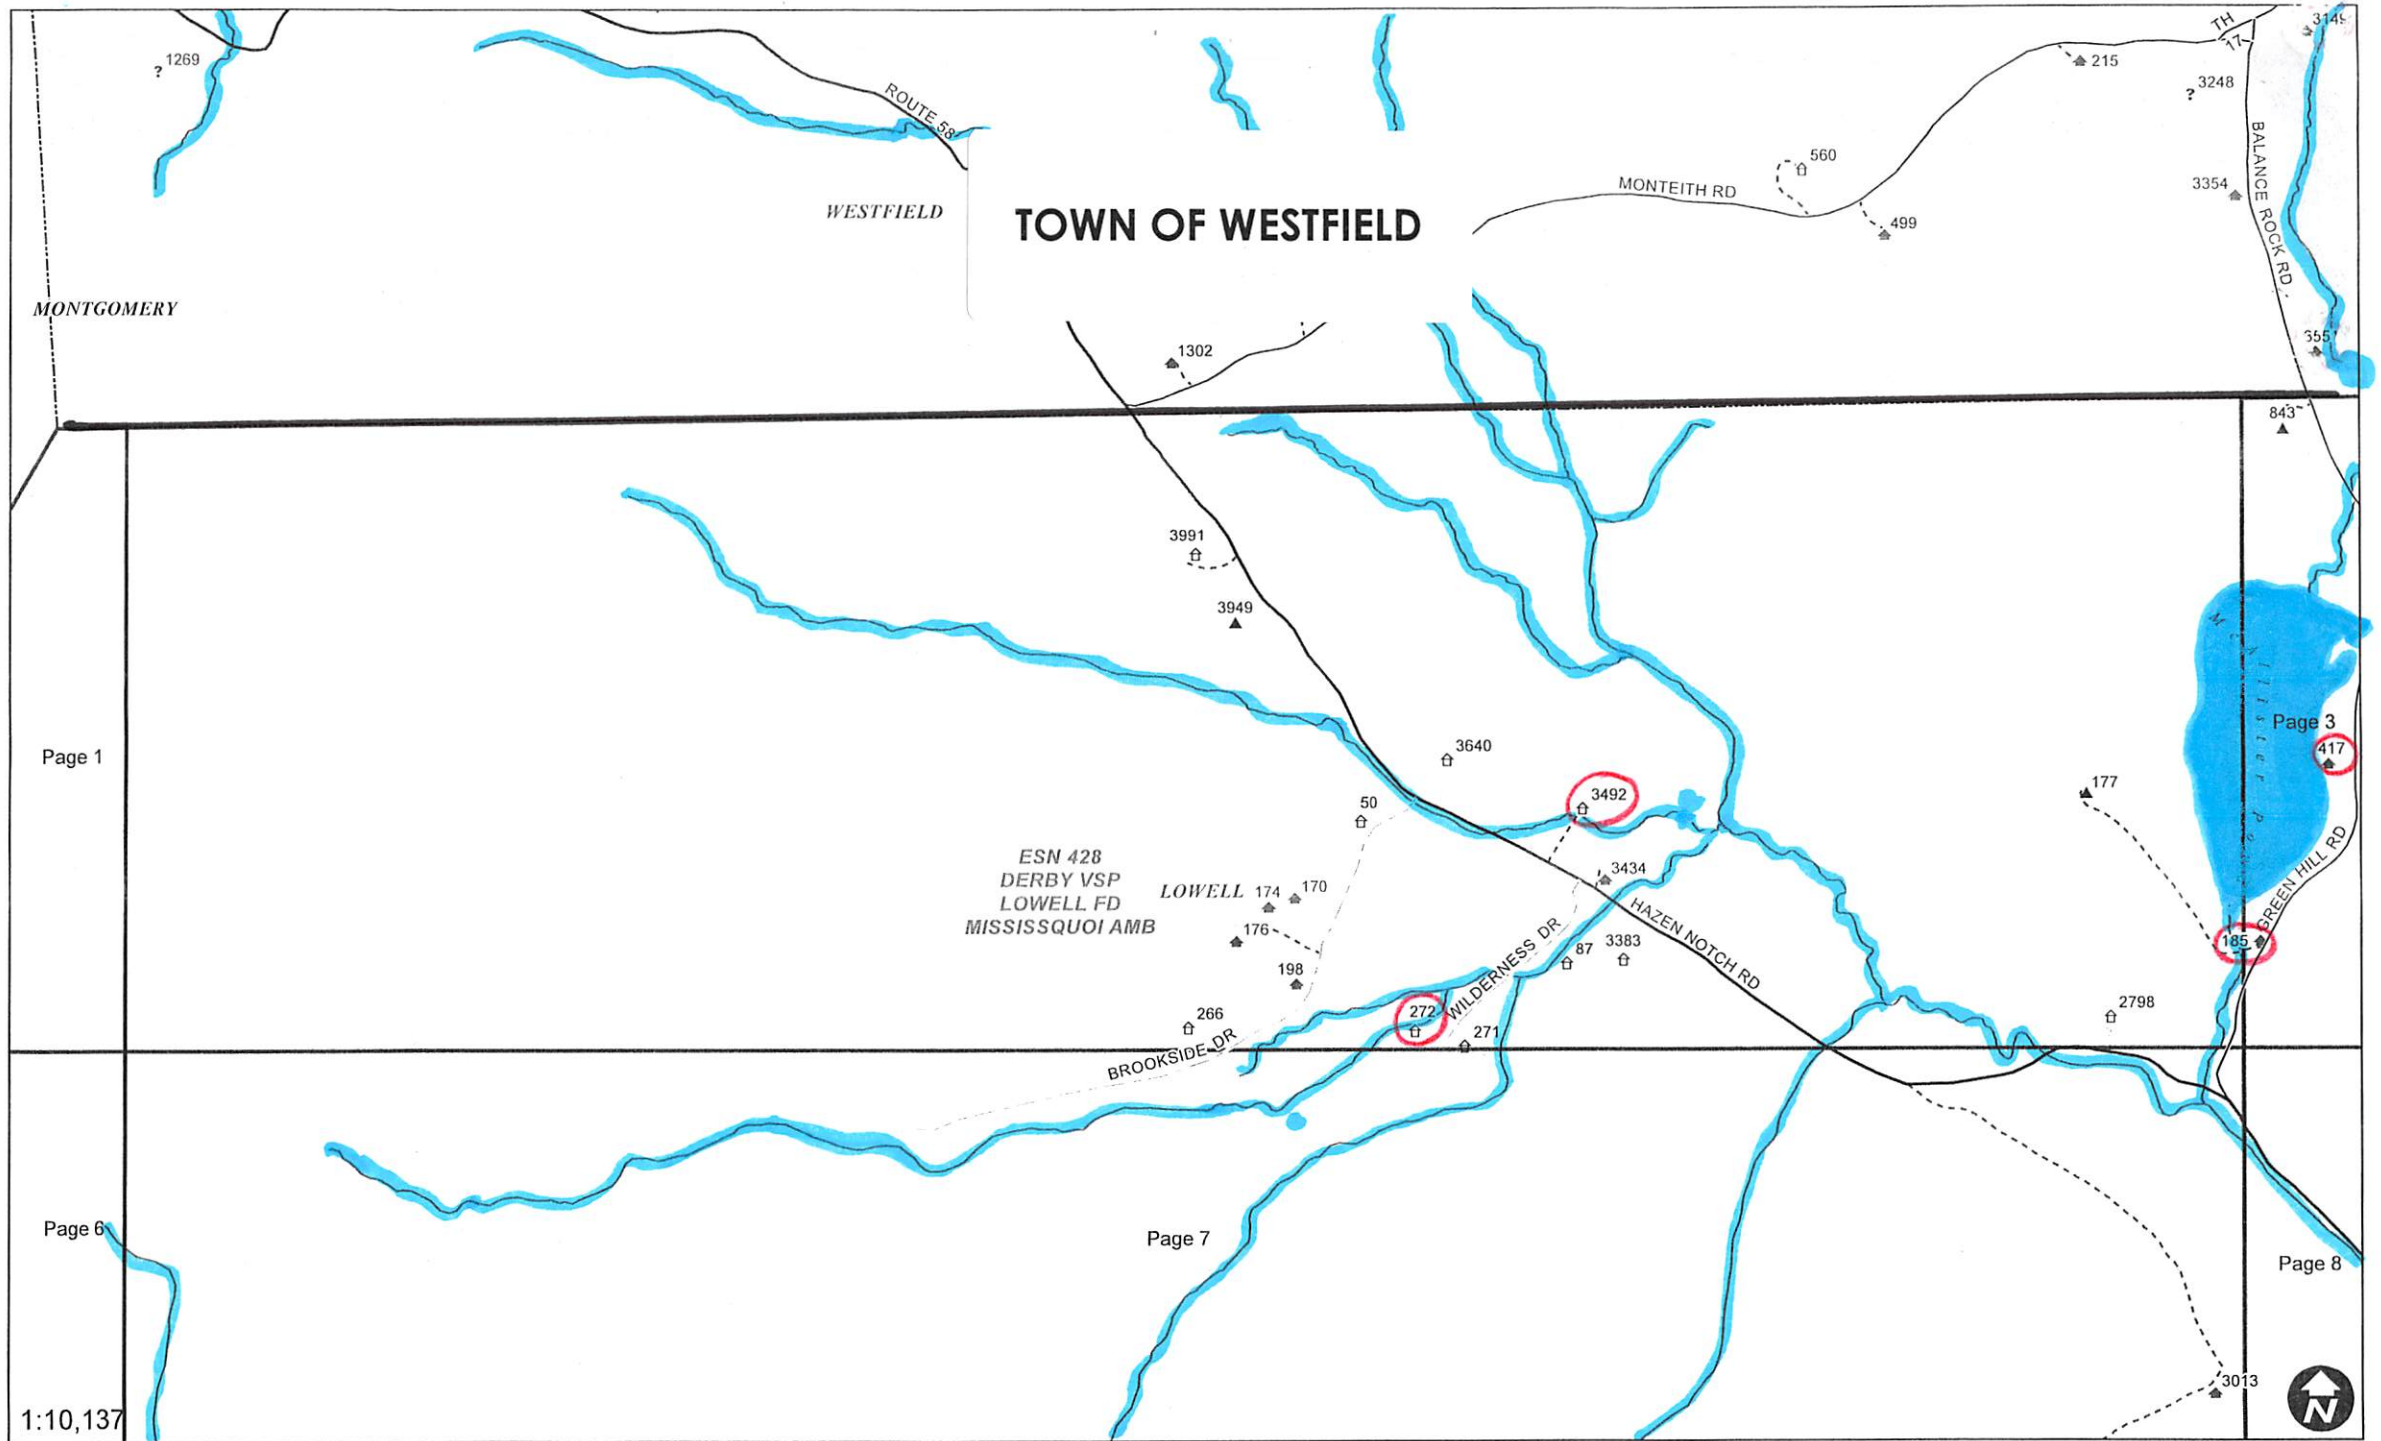 3149
TH
17
1269
215
3248
ROUTE 58
BALANCE ROCK RD
560
MONTEITH RD
3354
WESTFIELD
TOWN OF WESTFIELD
499
MONTGOMERY
1302
843
3991
3949
McAllister Pond
Page 3
417
3640
Page 1
177
3492
50
GREEN HILL RD
ESN 428
DERBY VSP
LOWELL FD
MISSISSQUOI AMB
LOWELL
174
170
3434
HAZEN NOTCH RD
176
WILDERNESS DR
87
3383
185
198
272
266
271
2798
BROOKSIDE DR
Page 6
Page 7
Page 8
3013
1:10,137
N